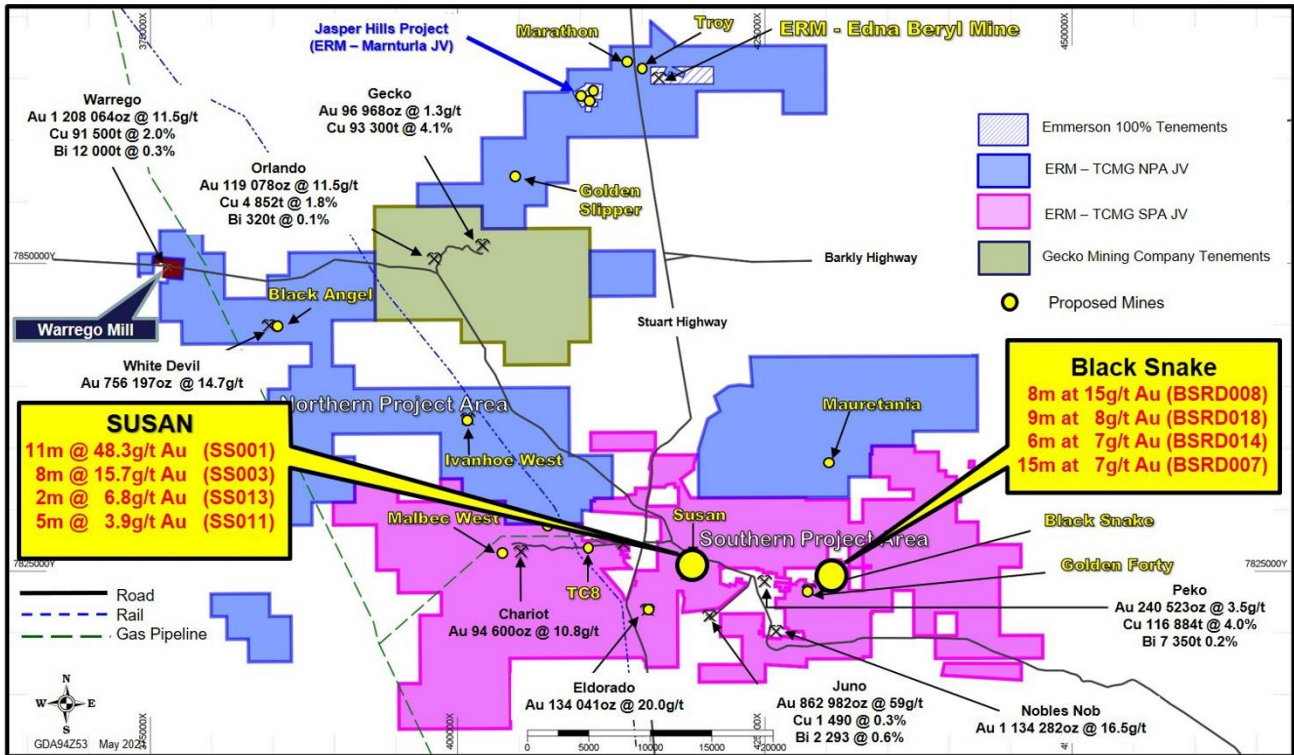 375000X
425000X
450000X
Jasper Hills Project
(ERM – Marnturla JV)
Marathon
Troy
ERM - Edna Beryl Mine
Warrego
Au 1 208 064oz @ 11.5g/t
Cu 91 500t @ 2.0%
Bi 12 000t @ 0.3%
Gecko
Au 96 968oz @ 1.3g/t
Cu 93 300t @ 4.1%
Orlando
Au 119 078oz @ 11.5g/t
Cu 4 852t @ 1.8%
Bi 320t @ 0.1%
Golden
Slipper
Emmerson 100% Tenements
ERM – TCMG NPA JV
ERM – TCMG SPA JV
Gecko Mining Company Tenements
Proposed Mines
7850000Y
7850000Y
Barkly Highway
Black Angel
Warrego Mill
Stuart Highway
White Devil
Au 756 197oz @ 14.7g/t
Northern Project Area
Mauretania
Ivanhoe West
SUSAN
11m @ 48.3g/t Au (SS001)
8m @ 15.7g/t Au (SS003)
2m @ 6.8g/t Au (SS013)
5m @ 3.9g/t Au (SS011)
Black Snake
8m at 15g/t Au (BSRD008)
9m at 8g/t Au (BSRD018)
6m at 7g/t Au (BSRD014)
15m at 7g/t Au (BSRD007)
Malbec West
Susan
Southern Project Area
Black Snake
7825000Y
7825000Y
TC8
Golden Forty
Chariot
Au 94 600oz @ 10.8g/t
Peko
Au 240 523oz @ 3.5g/t
Cu 116 884t @ 4.0%
Bi 7 350t 0.2%
Road
Rail
Gas Pipeline
Eldorado
Au 134 041oz @ 20.0g/t
Juno
Au 862 982oz @ 59g/t
Cu 1 490 @ 0.3%
Bi 2 293 @ 0.6%
Nobles Nob
Au 1 134 282oz @ 16.5g/t
N
W E
S
GDA94Z53 May 2021
375000X
400000X
0 5000 10000 15000 20000